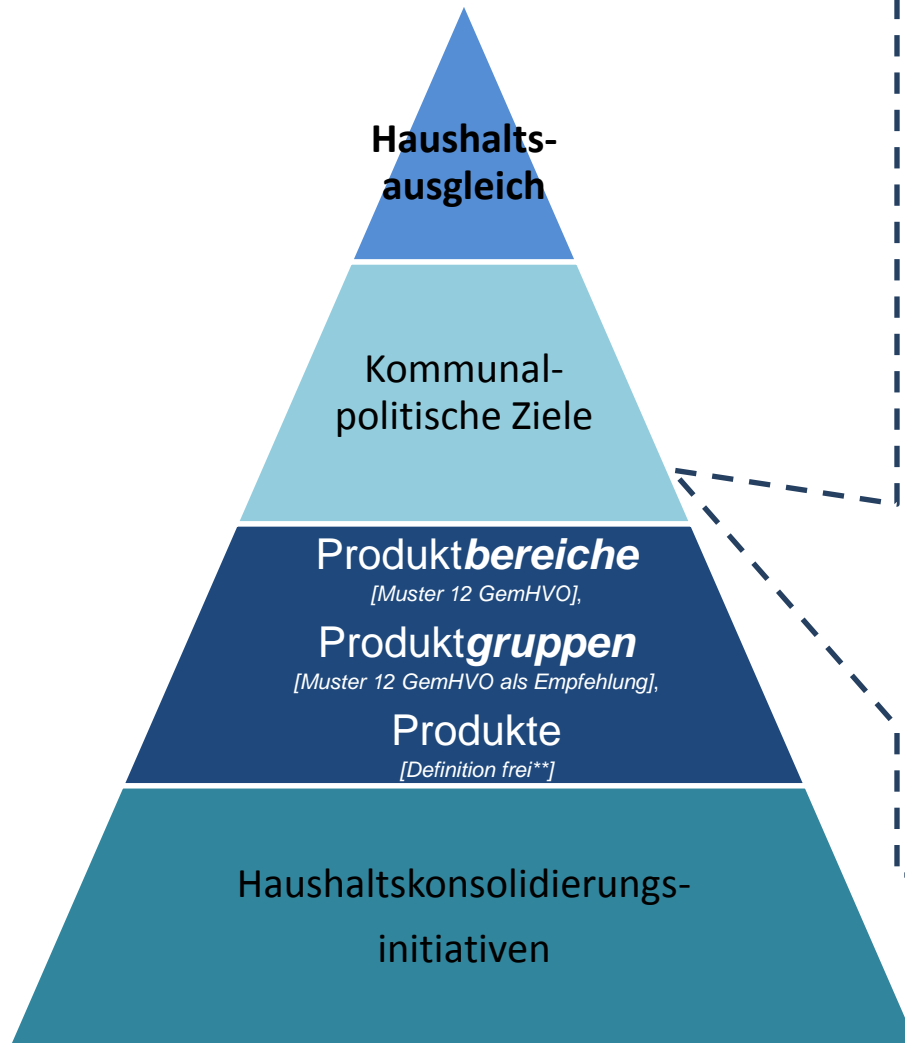 Haushalts-
ausgleich
Kommunal-
politische Ziele
Produktbereiche
[Muster 12 GemHVO],
Produktgruppen
[Muster 12 GemHVO als Empfehlung],
Produkte
[Definition frei**]
Haushaltskonsolidierungs-
initiativen